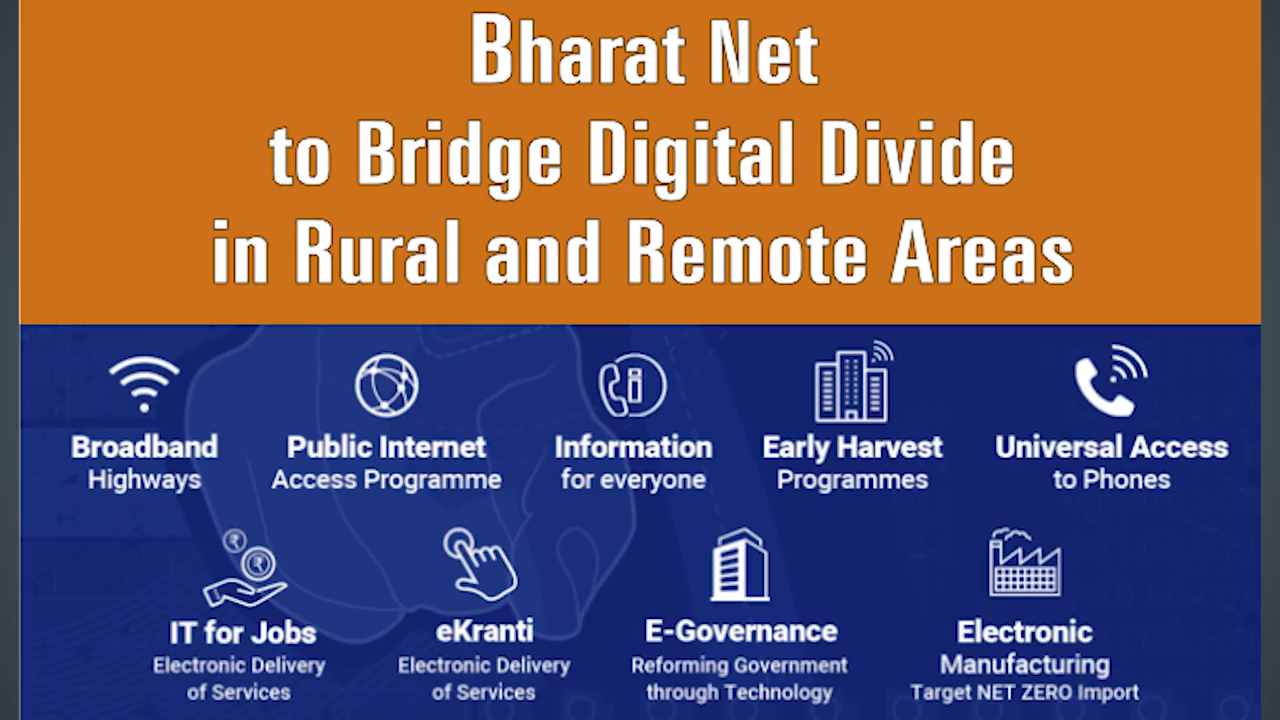 Bharat Net
to Bridge Digital Divide
in Rural and Remote Areas
Broadband
Highways
Public Internet
Access Programme
Information
for everyone
Early Harvest
Programmes
Universal Access
to Phones
IT for Jobs
Electronic Delivery
of Services
eKranti
Electronic Delivery
of Services
E-Governance
Reforming Government
through Technology
Electronic
Manufacturing
Target NET ZERO Import